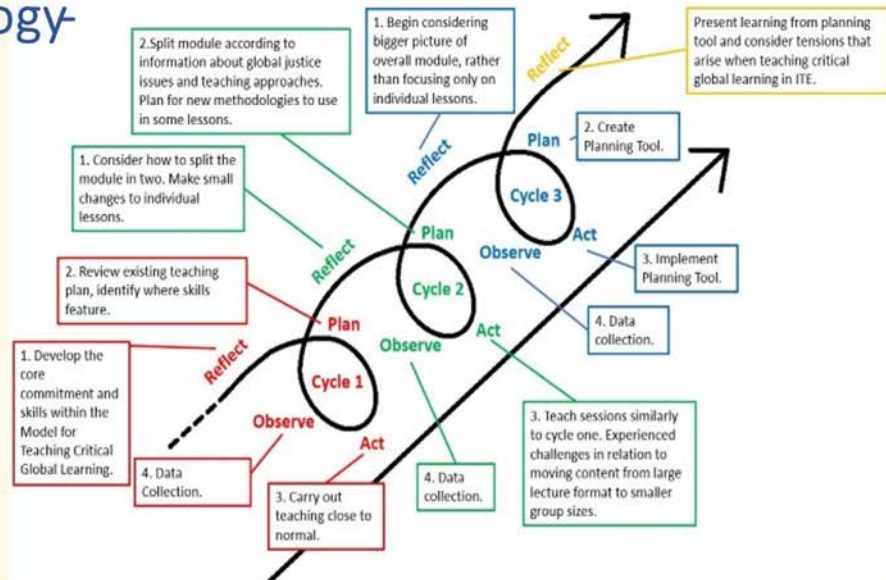 ogy-
2.Split module according to
information about global justice
issues and teaching approaches.
Plan for new methodologies to use
in some lessons.
1. Begin considering
bigger picture of
overall module, rather
than focusing only on
individual lessons.
Reflect
Present learning from planning
tool and consider tensions that
arise when teaching critical
global learning in ITE.
1. Consider how to split the
module in two. Make small
changes to individual
lessons.
Reflect
Plan
2. Create
Planning Tool.
Cycle 3
Reflect
Plan
Observe
Act
3. Implement
Planning Tool.
2. Review existing teaching
plan, identify where skills
feature.
Cycle 2
4. Data
collection.
Plan
Observe
Act
1. Develop the
core
commitment and
skills within the
Model for
Teaching Critical
Global Learning.
Reflect
Cycle 1
Observe
Act
4. Data
Collection.
3. Carry out
teaching close to
normal.
4. Data
collection.
3. Teach sessions similarly
to cycle one. Experienced
challenges in relation to
moving content from large
lecture format to smaller
group sizes.